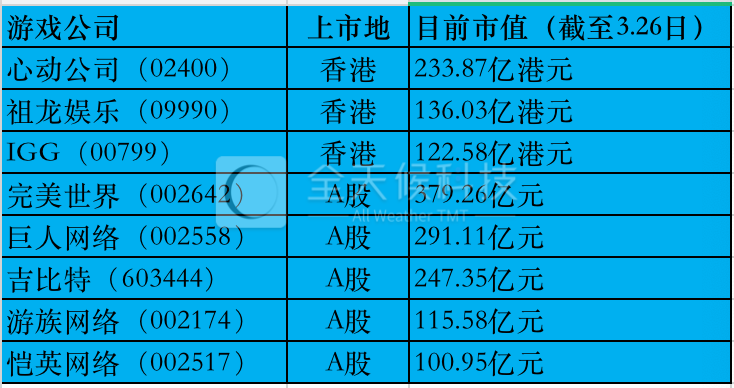 游戏公司 上市地 目前市值（截至3.26日）
心动公司（02400） 香港 233.87亿港元
祖龙娱乐（09990） 香港 136.03亿港元
IGG（00799） 香港 122.58亿港元
完美世界（002642） A股 379.26亿元
巨人网络（002558） A股 291.11亿元
吉比特（603444） A股 247.35亿元
游族网络（002174） A股 115.58亿元
恺英网络（002517） A股 100.95亿元
全天候科技
All Weather TMT